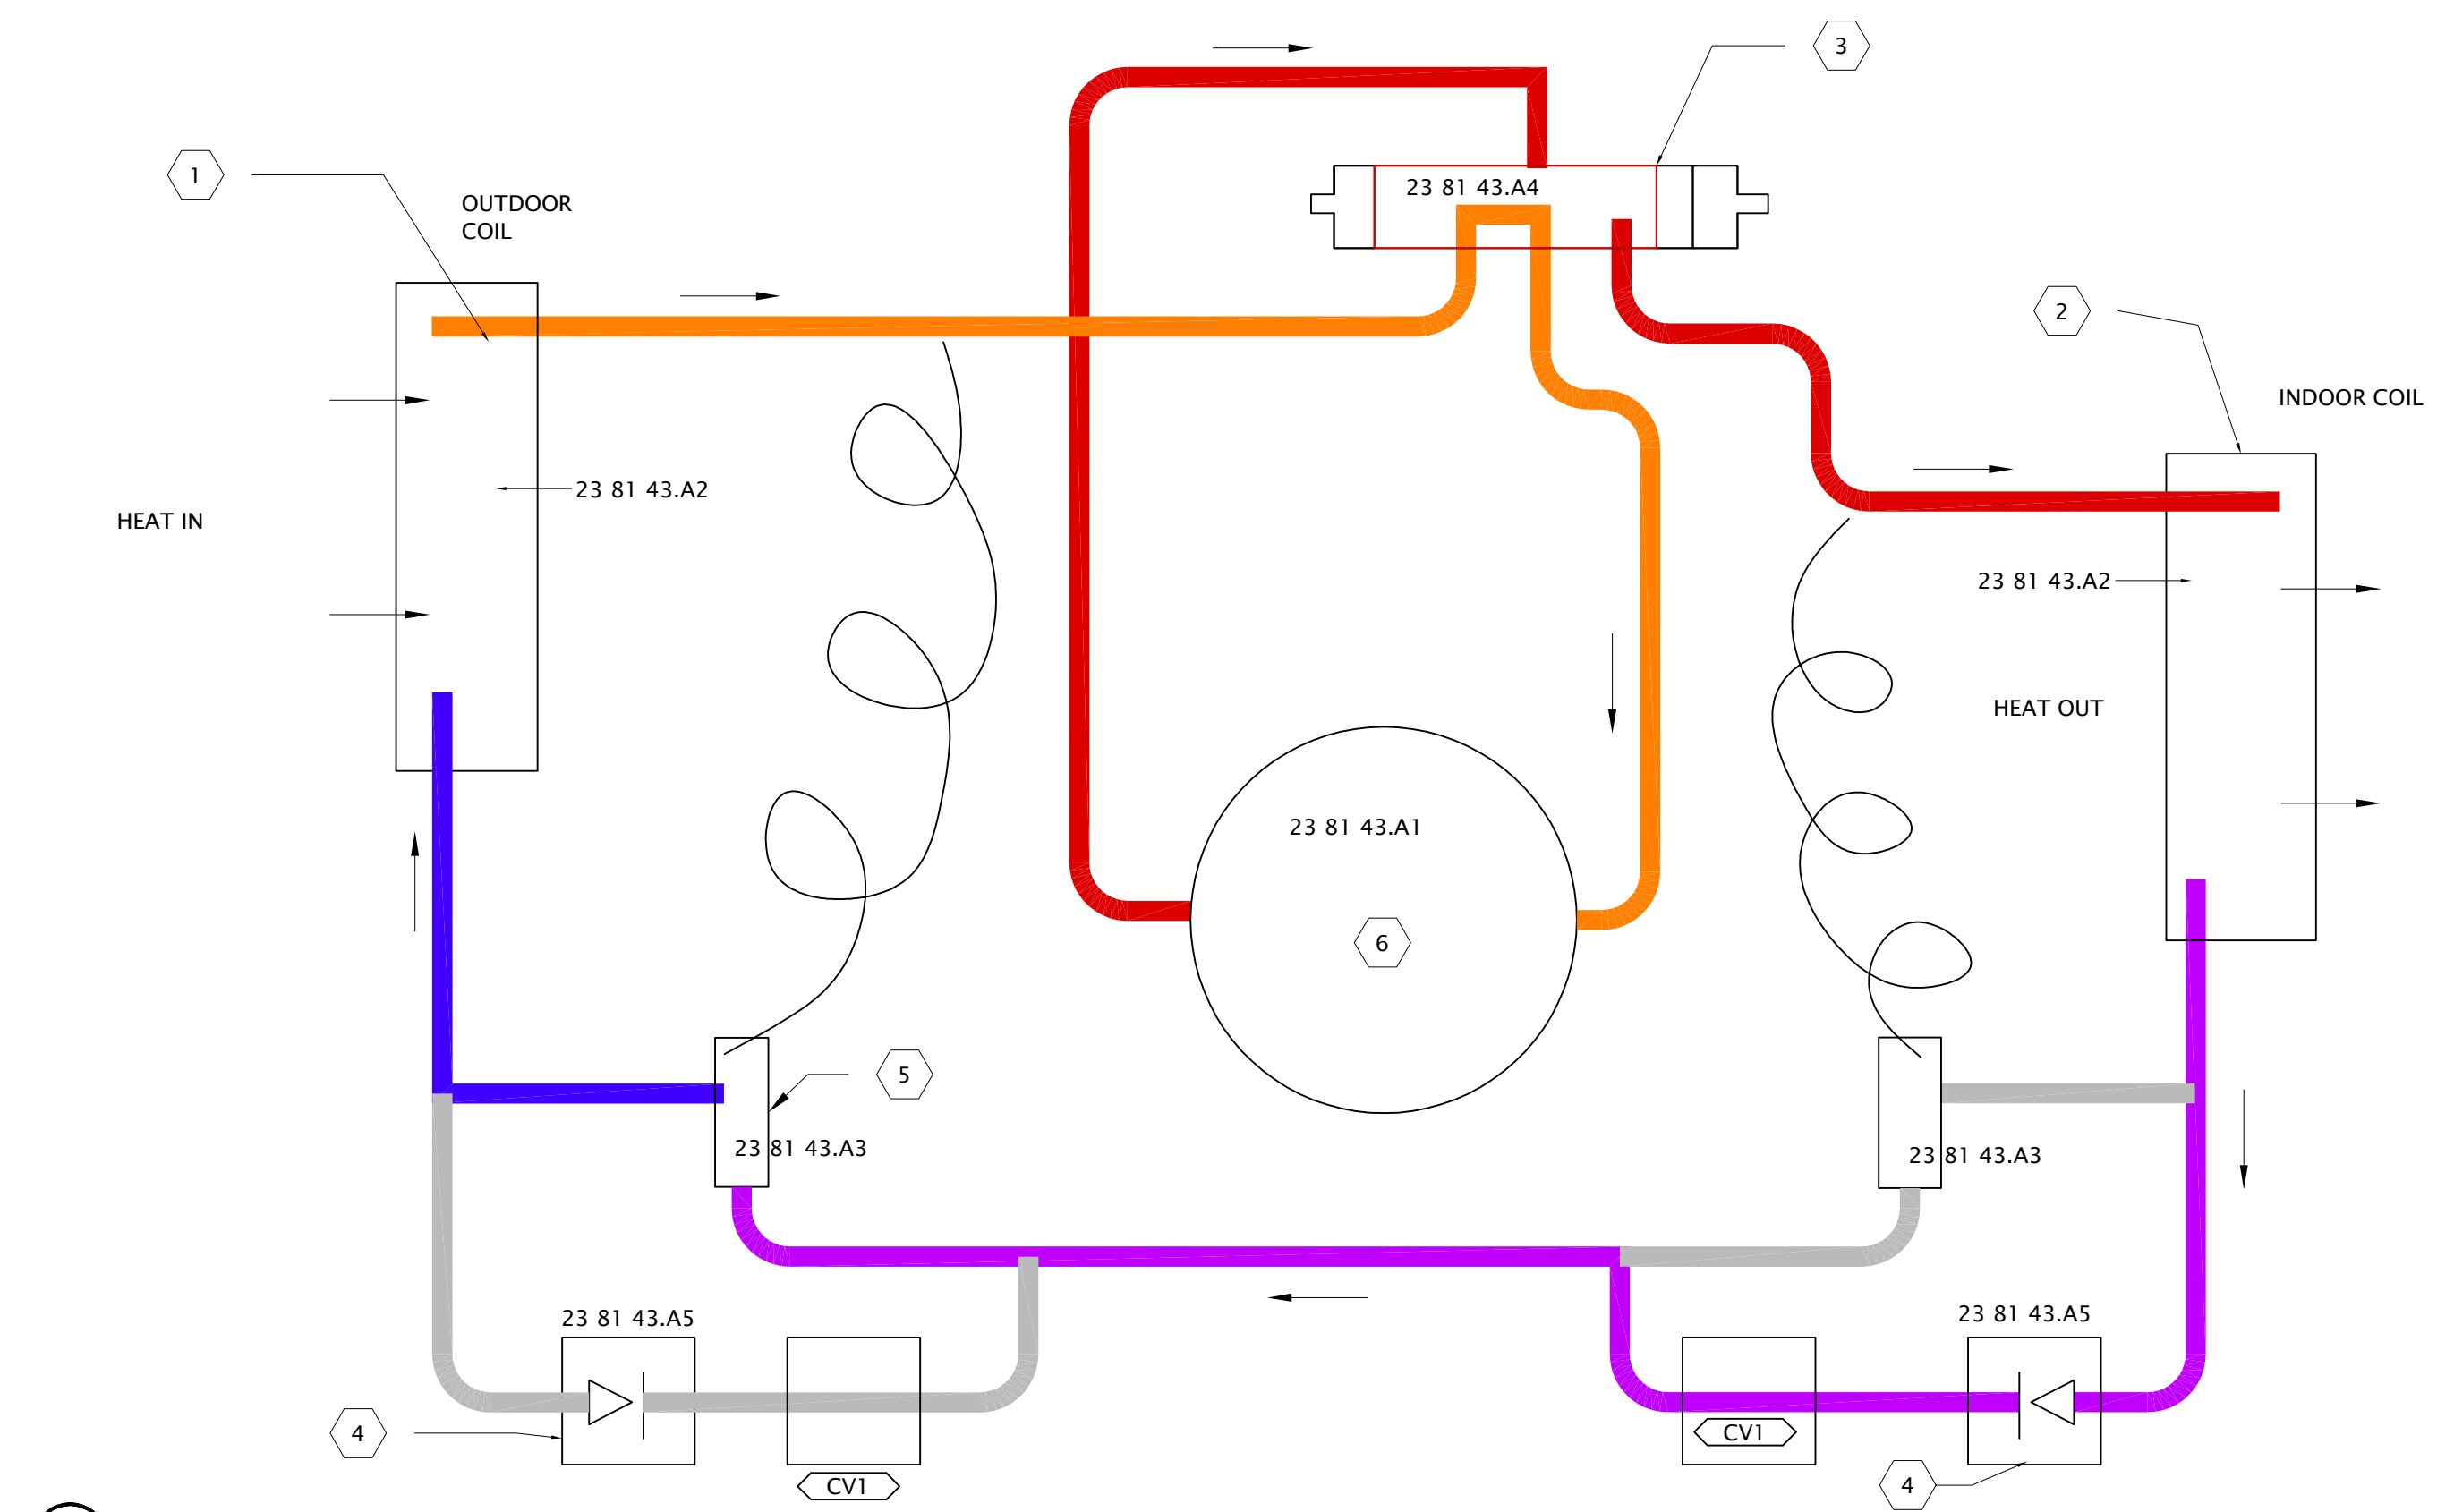 3
1
23 81 43.A4
OUTDOOR
COIL
2
INDOOR COIL
23 81 43.A2
HEAT IN
23 81 43.A2
HEAT OUT
23 81 43.A1
6
5
23 81 43.A3
23 81 43.A3
23 81 43.A5
23 81 43.A5
4
CV1
CV1
4